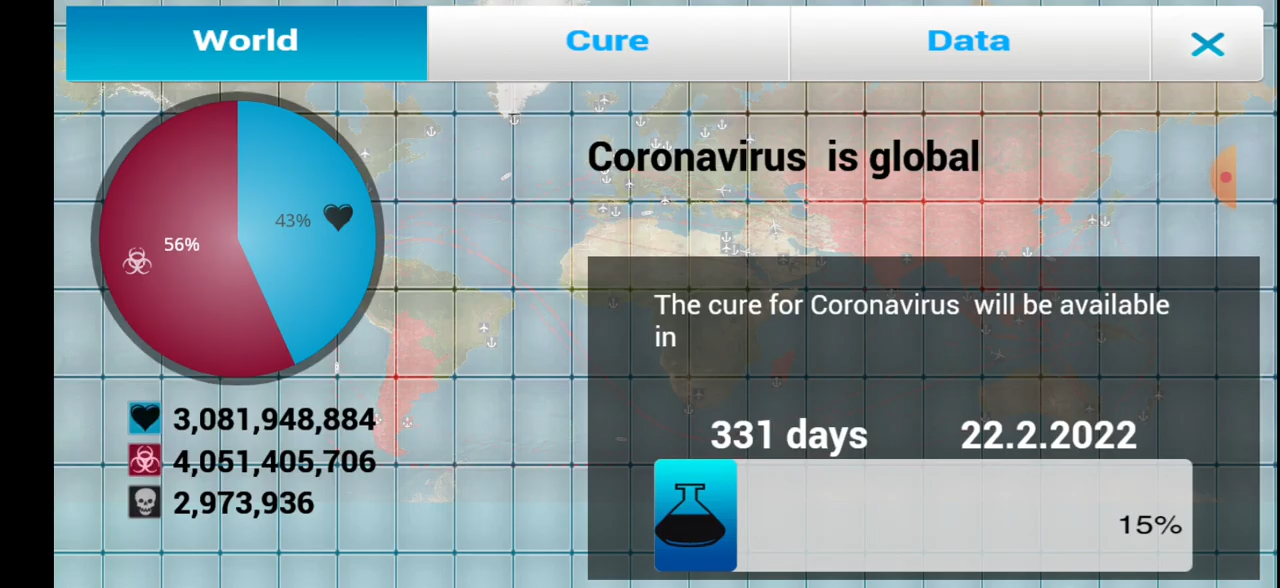 World
Cure
Data
Coronavirus is global
43%
56%
The cure for Coronavirus will be available
in
3,081,948,884
4,051,405,706
2,973,936
331 days
22.2.2022
15%